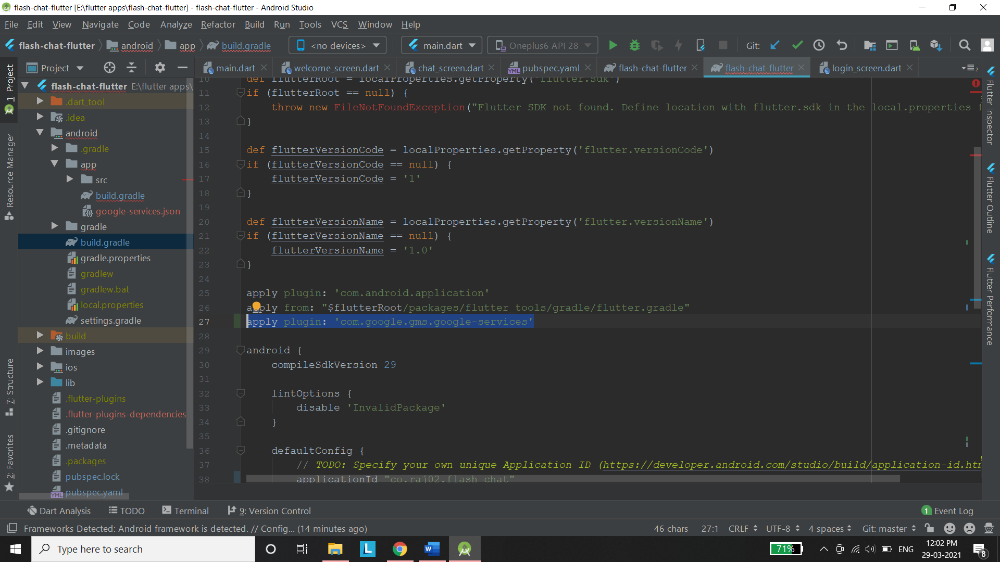 flash-chat-flutter [E:\flutter apps\flash-chat-flutter] - flash-chat-flutter - Android Studio
File Edit View Navigate Code Analyze Refactor Build Run Tools VCS Window Help
flash-chat-flutter android app build.gradle <no devices> main.dart Oneplus6 API 28 Git:
Project main.dart welcome_screen.dart chat_screen.dart pubspec.yaml flash-chat-flutter flash-chat-flutter login_screen.dart 2
1: Project
Resource Manager
7: Structure
2: Favorites
flash-chat-flutter E:\flutter apps\
.dart_tool
.idea
android
.gradle
app
src
build.gradle
google-services.json
gradle
build.gradle
gradle.properties
gradlew
gradlew.bat
local.properties
settings.gradle
build
images
ios
lib
.flutter-plugins
.flutter-plugins-dependencies
.gitignore
.metadata
.packages
pubspec.lock
pubspec.yaml
10 def flutterRoot = localProperties.getProperty('flutter.sdk')
11 if (flutterRoot == null) {
12 throw new FileNotFoundException("Flutter SDK not found. Define location with flutter.sdk in the local.properties f
13 }
14
15 def flutterVersionCode = localProperties.getProperty('flutter.versionCode')
16 if (flutterVersionCode == null) {
17 flutterVersionCode = '1'
18 }
19
20 def flutterVersionName = localProperties.getProperty('flutter.versionName')
21 if (flutterVersionName == null) {
22 flutterVersionName = '1.0'
23 }
24
25 apply plugin: 'com.android.application'
26 apply from: "$flutterRoot/packages/flutter_tools/gradle/flutter.gradle"
27 apply plugin: 'com.google.gms.google-services'
28
29 android {
30 compileSdkVersion 29
31
32 lintOptions {
33 disable 'InvalidPackage'
34 }
35
36 defaultConfig {
37 // TODO: Specify your own unique Application ID (https://developer.android.com/studio/build/application-id.htm
38 applicationId "co.raj02.flash_chat"
Flutter Inspector
Flutter Outline
Flutter Performance
Dart Analysis TODO Terminal 9: Version Control 1 Event Log
Frameworks Detected: Android framework is detected. // Config... (14 minutes ago) 46 chars 27:1 CRLF UTF-8 4 spaces Git: master
Type here to search 71% ENG 12:02 PM
29-03-2021 8